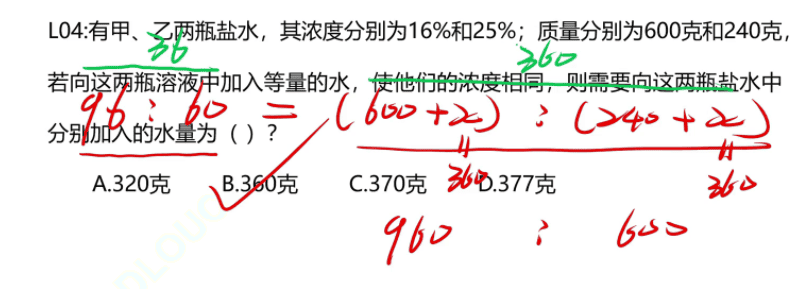 L04:有甲、乙两瓶盐水，其浓度分别为16%和25%；质量分别为600克和240克，
36 360
若向这两瓶溶液中加入等量的水，使他们的浓度相同，则需要向这两瓶盐水中
96 : 60 = (600+x) : (240+x)
分别加入的水量为（ ）？
A.320克 B.360克 C.370克 D.377克
360 360
960 : 600